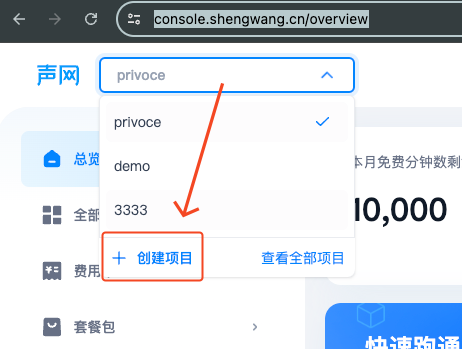 console.shengwang.cn/overview
声网
privoce
privoce
demo
3333
创建项目
查看全部项目
总览
全部
费用
套餐包
本月免费分钟数剩
10,000
快速跑通